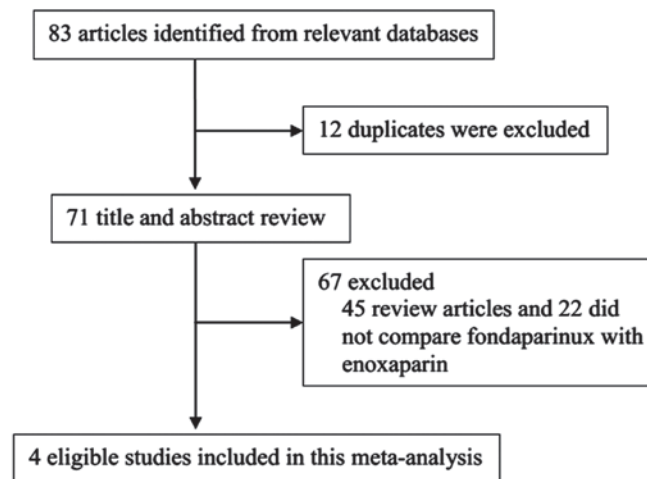 83 articles identified from relevant databases
12 duplicates were excluded
71 title and abstract review
67 excluded
45 review articles and 22 did
not compare fondaparinux with
enoxaparin
4 eligible studies included in this meta-analysis